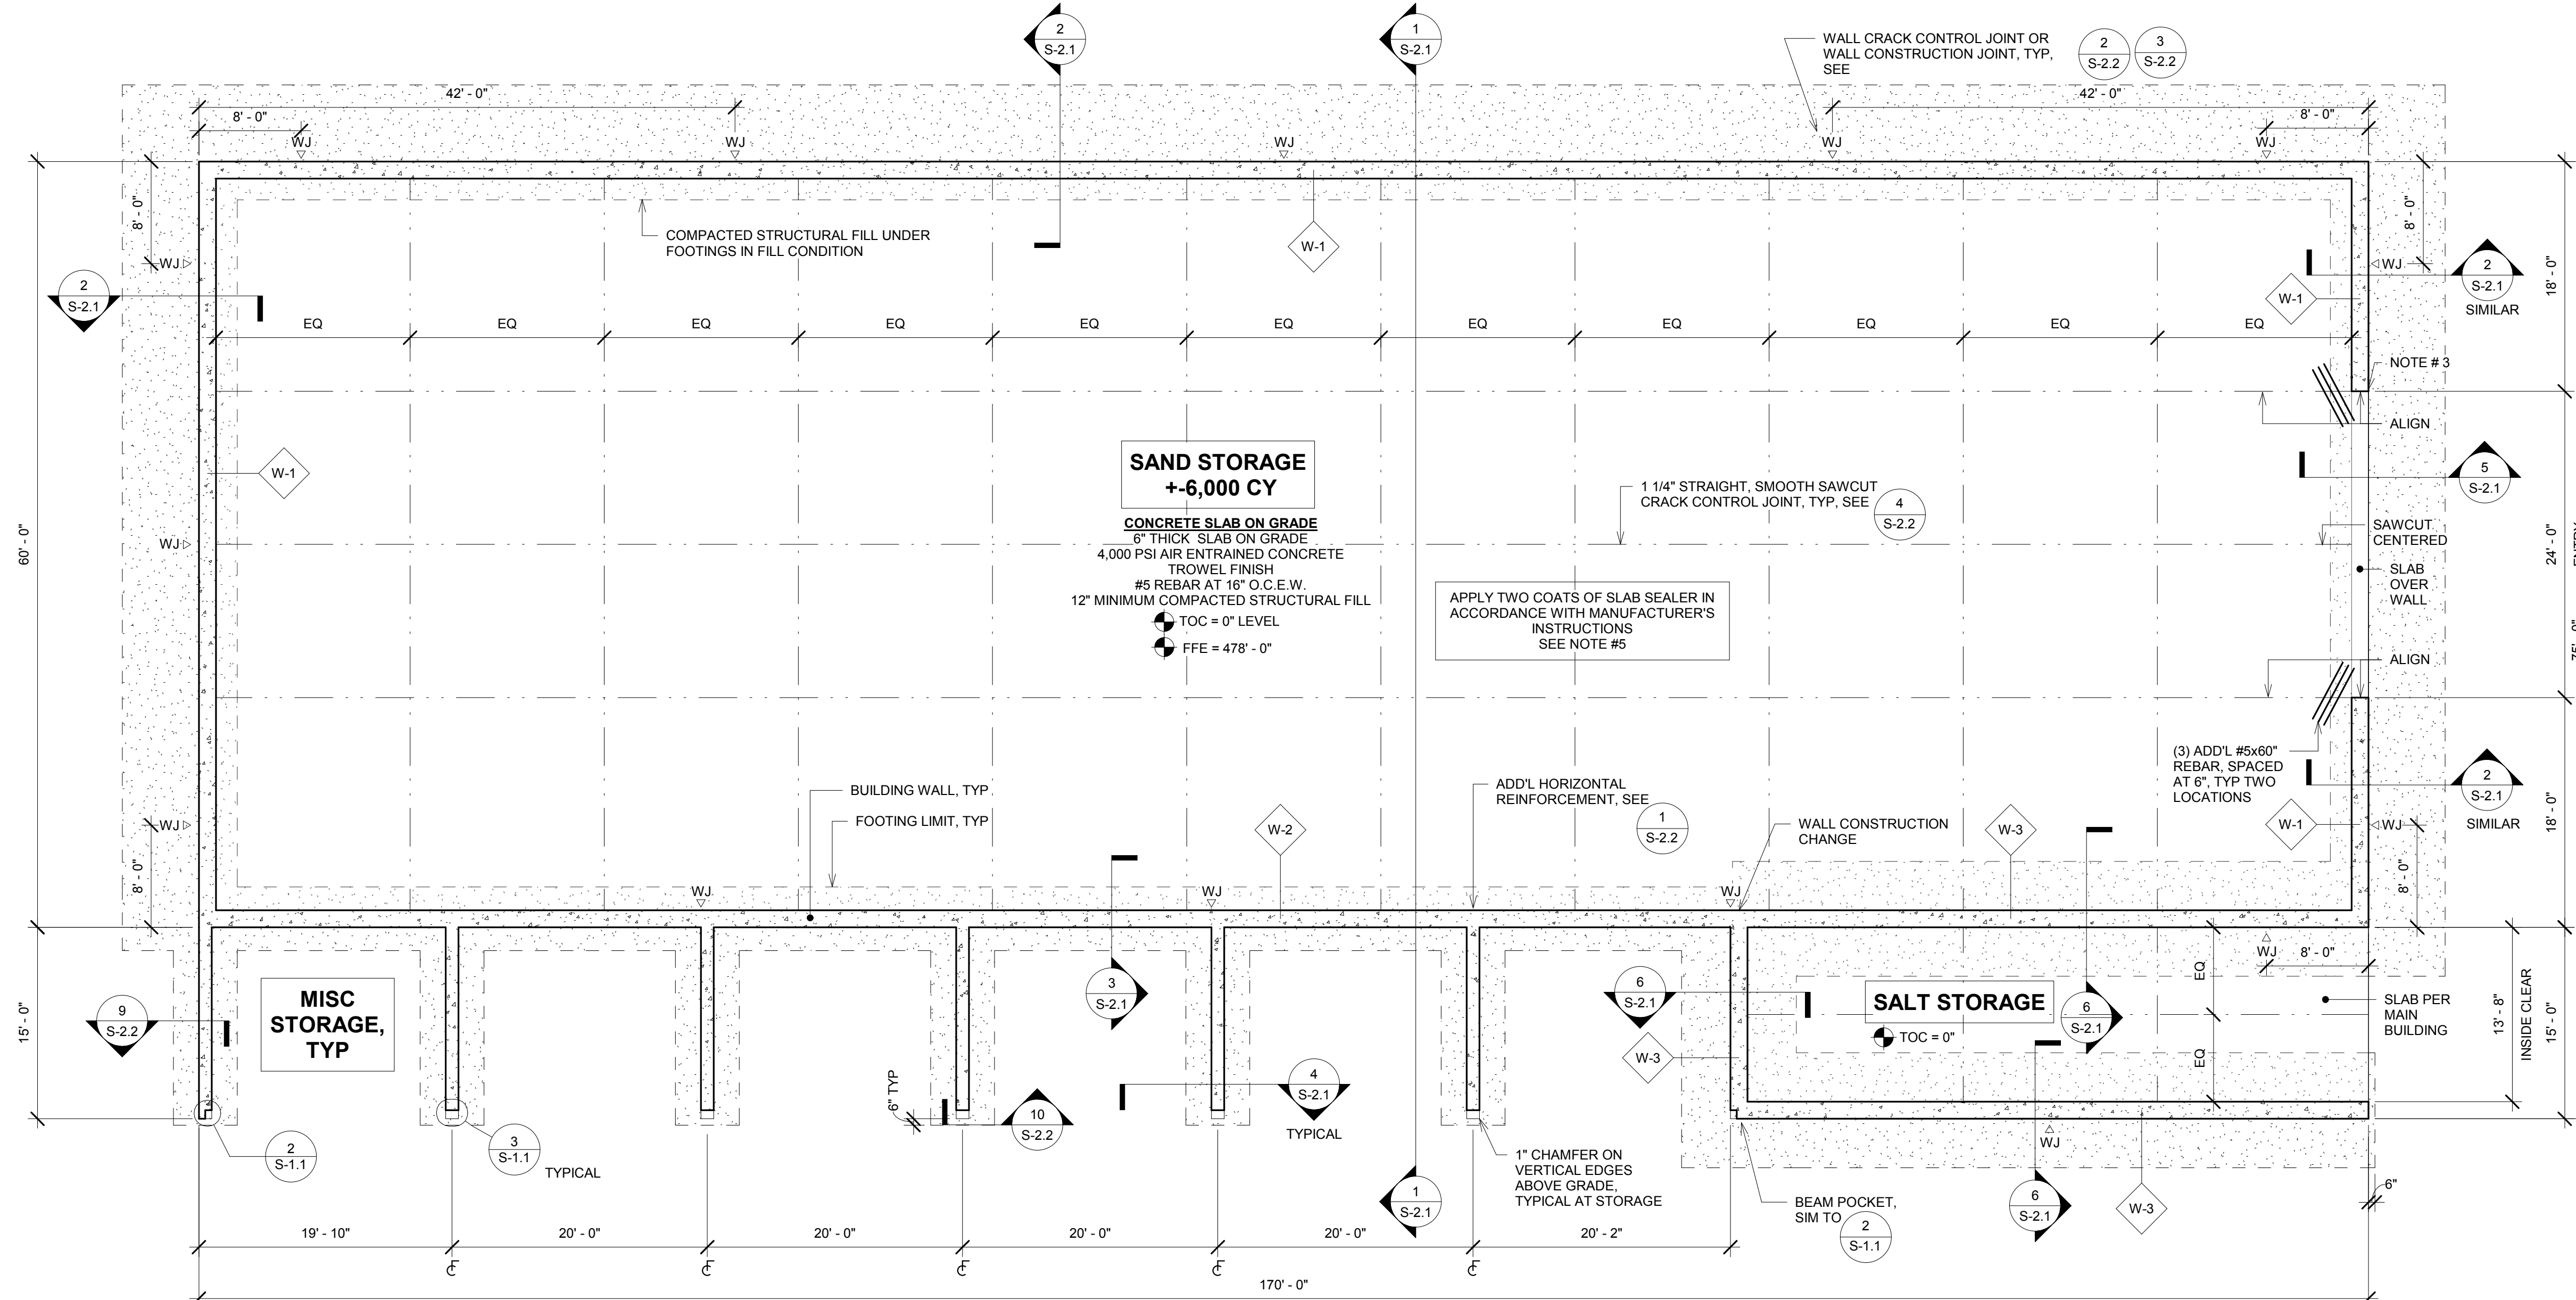 2
S-2.1
1
S-2.1
WALL CRACK CONTROL JOINT OR
WALL CONSTRUCTION JOINT, TYP,
SEE
2
S-2.2
3
S-2.2
42' - 0"
42' - 0"
8' - 0"
8' - 0"
WJ
WJ
WJ
WJ
WJ
8' - 0"
8' - 0"
COMPACTED STRUCTURAL FILL UNDER
FOOTINGS IN FILL CONDITION
W-1
WJ
WJ
2
S-2.1
2
S-2.1
SIMILAR
18' - 0"
W-1
EQ
EQ
EQ
EQ
EQ
EQ
EQ
EQ
EQ
EQ
EQ
NOTE # 3
ALIGN
W-1
SAND STORAGE
+-6,000 CY
CONCRETE SLAB ON GRADE
6" THICK SLAB ON GRADE
4,000 PSI AIR ENTRAINED CONCRETE
TROWEL FINISH
#5 REBAR AT 16" O.C.E.W.
12" MINIMUM COMPACTED STRUCTURAL FILL
TOC = 0" LEVEL
FFE = 478' - 0"
1 1/4" STRAIGHT, SMOOTH SAWCUT
CRACK CONTROL JOINT, TYP, SEE
4
S-2.2
5
S-2.1
SAWCUT
CENTERED
60' - 0"
WJ
24' - 0"
ENTRY
SLAB
OVER
WALL
APPLY TWO COATS OF SLAB SEALER IN
ACCORDANCE WITH MANUFACTURER'S
INSTRUCTIONS
SEE NOTE #5
75' - 0"
ALIGN
(3) ADD'L #5x60"
REBAR, SPACED
AT 6", TYP TWO
LOCATIONS
2
S-2.1
SIMILAR
18' - 0"
BUILDING WALL, TYP
FOOTING LIMIT, TYP
ADD'L HORIZONTAL
REINFORCEMENT, SEE
1
S-2.2
W-2
WALL CONSTRUCTION
CHANGE
W-3
W-1
WJ
WJ
8' - 0"
8' - 0"
WJ
WJ
WJ
WJ
8' - 0"
MISC
STORAGE,
TYP
9
S-2.2
15' - 0"
3
S-2.1
6
S-2.1
SALT STORAGE
TOC = 0"
6
S-2.1
EQ
EQ
SLAB PER
MAIN
BUILDING
13' - 8"
INSIDE CLEAR
15' - 0"
W-3
6" TYP
10
S-2.2
4
S-2.1
TYPICAL
2
S-1.1
3
S-1.1
TYPICAL
WJ
1" CHAMFER ON
VERTICAL EDGES
ABOVE GRADE,
TYPICAL AT STORAGE
1
S-2.1
BEAM POCKET,
SIM TO
2
S-1.1
6
S-2.1
W-3
6"
19' - 10"
20' - 0"
20' - 0"
20' - 0"
20' - 0"
20' - 2"
170' - 0"